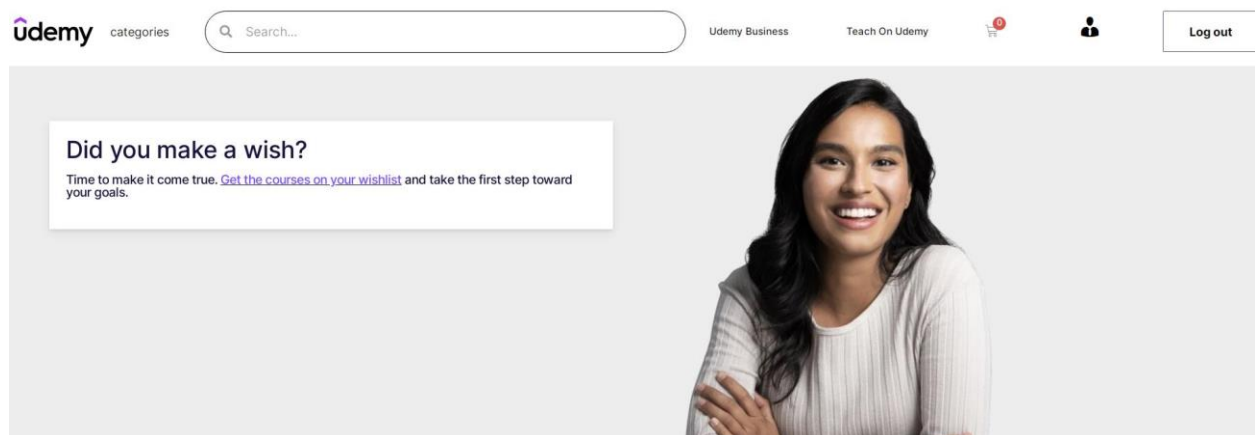 ûdemy
categories
Search...
Udemy Business
Teach On Udemy
0
Log out
Did you make a wish?
Time to make it come true. Get the courses on your wishlist and take the first step toward
your goals.